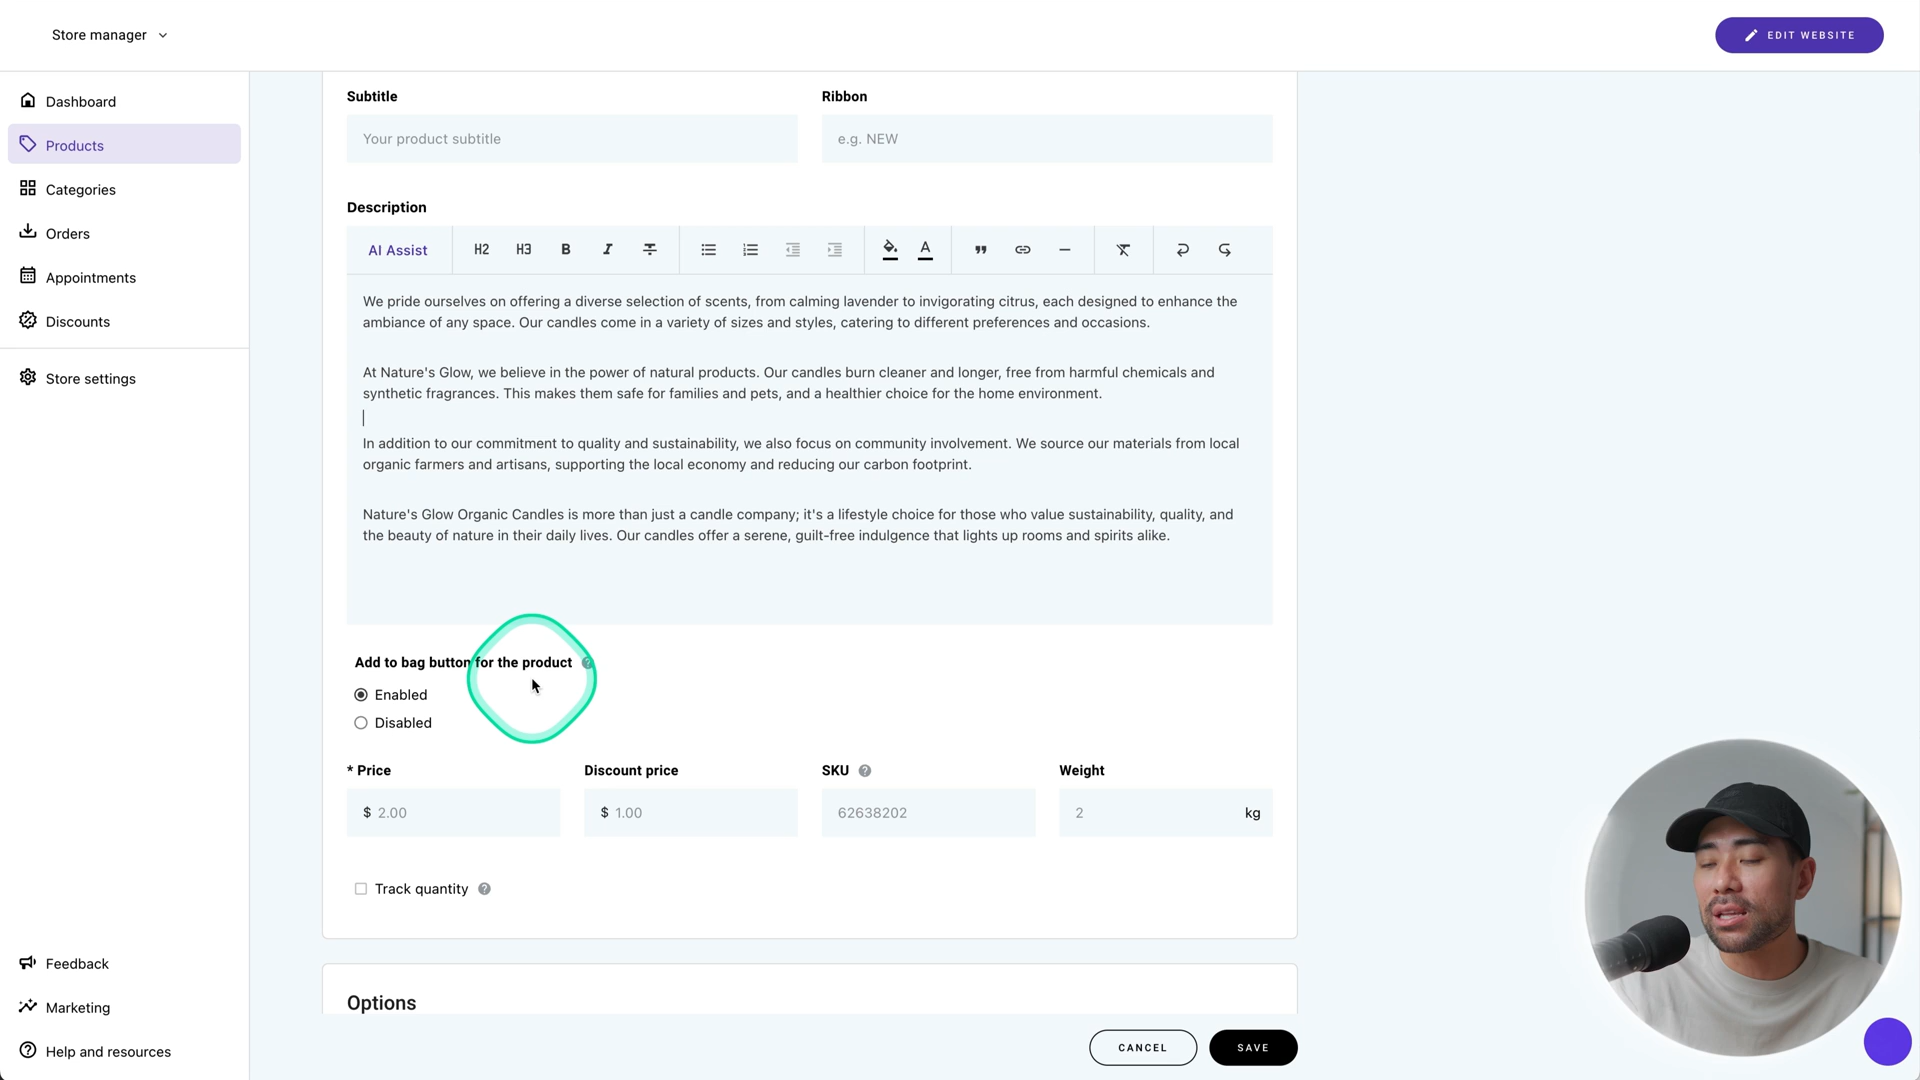 Store manager
EDIT WEBSITE
Dashboard
Products
Categories
Orders
Appointments
Discounts
Store settings
Feedback
Marketing
Help and resources
Subtitle
Ribbon
Your product subtitle
e.g. NEW
Description
AI Assist
H2
H3
B
I
A
We pride ourselves on offering a diverse selection of scents, from calming lavender to invigorating citrus, each designed to enhance the
ambiance of any space. Our candles come in a variety of sizes and styles, catering to different preferences and occasions.
At Nature's Glow, we believe in the power of natural products. Our candles burn cleaner and longer, free from harmful chemicals and
synthetic fragrances. This makes them safe for families and pets, and a healthier choice for the home environment.
In addition to our commitment to quality and sustainability, we also focus on community involvement. We source our materials from local
organic farmers and artisans, supporting the local economy and reducing our carbon footprint.
Nature's Glow Organic Candles is more than just a candle company; it's a lifestyle choice for those who value sustainability, quality, and
the beauty of nature in their daily lives. Our candles offer a serene, guilt-free indulgence that lights up rooms and spirits alike.
Add to bag button for the product
Enabled
Disabled
* Price
Discount price
SKU
Weight
$ 2.00
$ 1.00
62638202
2
kg
Track quantity
Options
CANCEL
SAVE